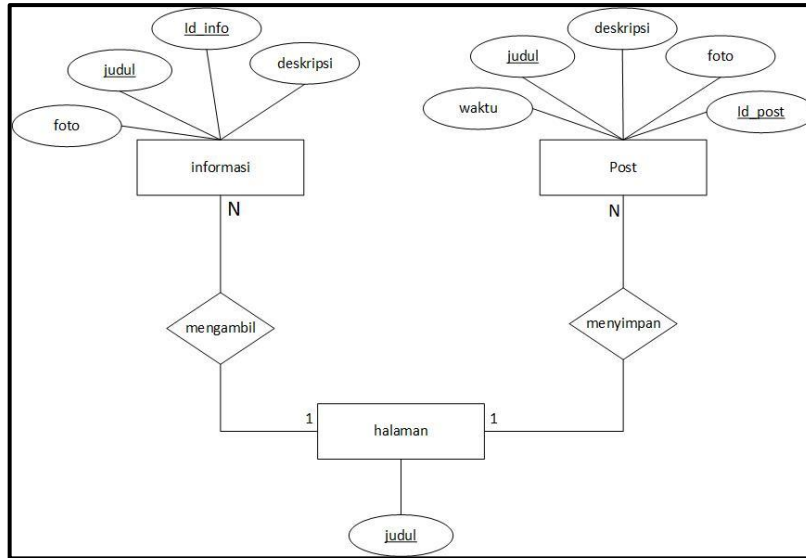 Id_info
judul
deskripsi
foto
informasi
N
mengambil
deskripsi
judul
foto
waktu
Id_post
Post
N
menyimpan
1
halaman
1
judul